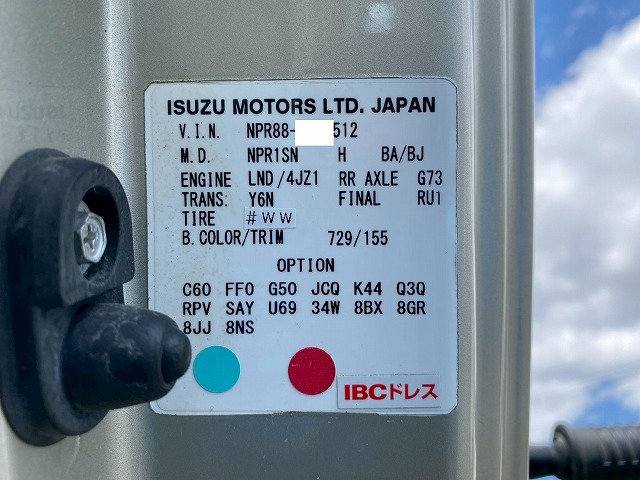 ISUZU MOTORS LTD. JAPAN
V.I.N. NPR88- 512
M.D. NPR1SN H BA/BJ
ENGINE LND/4JZ1 RR AXLE G73
TRANS: Y6N FINAL RU1
TIRE #WW
B.COLOR/TRIM 729/155
OPTION
C60 FF0 G50 JCQ K44 Q3Q
RPV SAY U69 34W 8BX 8GR
8JJ 8NS
IBCドレス